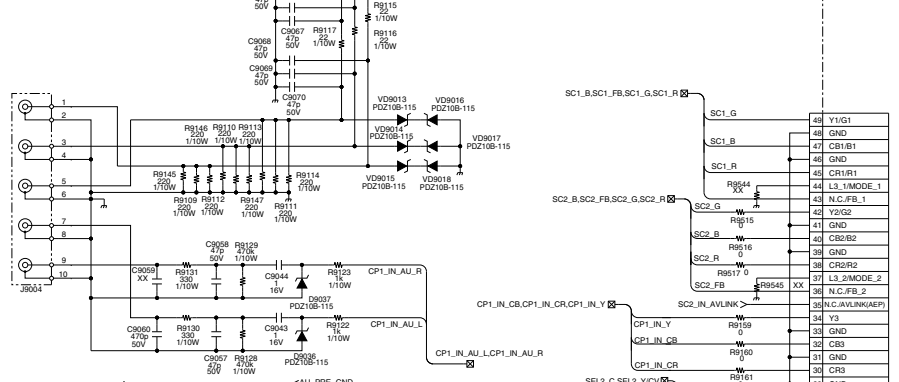 R9115
22
1/10W
C9067
47p
50V
R9117
22
1/10W
R9116
22
1/10W
C9068
47p
50V
C9069
47p
50V
C9070
47p
50V
J9004
1
2
3
4
5
6
7
8
9
10
R9146
220
1/10W
R9110
220
1/10W
R9113
220
1/10W
R9145
220
1/10W
R9109
220
1/10W
R9112
220
1/10W
R9147
220
1/10W
R9111
220
1/10W
R9114
220
1/10W
VD9013
PDZ10B-115
VD9016
PDZ10B-115
VD9014
PDZ10B-115
VD9017
PDZ10B-115
VD9015
PDZ10B-115
VD9018
PDZ10B-115
C9059
XX
R9131
330
1/10W
C9058
47p
50V
R9129
470k
1/10W
C9044
1
16V
D9037
PDZ10B-115
R9123
1k
1/10W
CP1_IN_AU_R
C9060
470p
50V
R9130
330
1/10W
C9057
47p
50V
R9128
470k
1/10W
C9043
1
16V
D9036
PDZ10B-115
R9122
1k
1/10W
CP1_IN_AU_L
CP1_IN_AU_L,CP1_IN_AU_R
AU_PRE_GND
SC1_B,SC1_FB,SC1_G,SC1_R
SC1_G
SC1_B
SC1_R
R9544
XX
SC2_B,SC2_FB,SC2_G,SC2_R
SC2_G
R9515
0
SC2_B
R9516
0
SC2_R
R9517 0
SC2_FB
R9545 XX
SC2_IN_AVLINK
CP1_IN_CB,CP1_IN_CR,CP1_IN_Y
CP1_IN_Y
R9159
0
CP1_IN_CB
R9160
0
CP1_IN_CR
R9161
49 Y1/G1
48 GND
47 CB1/B1
46 GND
45 CR1/R1
44 L3_1/MODE_1
43 N.C./FB_1
42 Y2/G2
41 GND
40 CB2/B2
39 GND
38 CR2/R2
37 L3_2/MODE_2
36 N.C./FB_2
35 N.C./AVLINK(AEP)
34 Y3
33 GND
32 CB3
31 GND
30 CR3